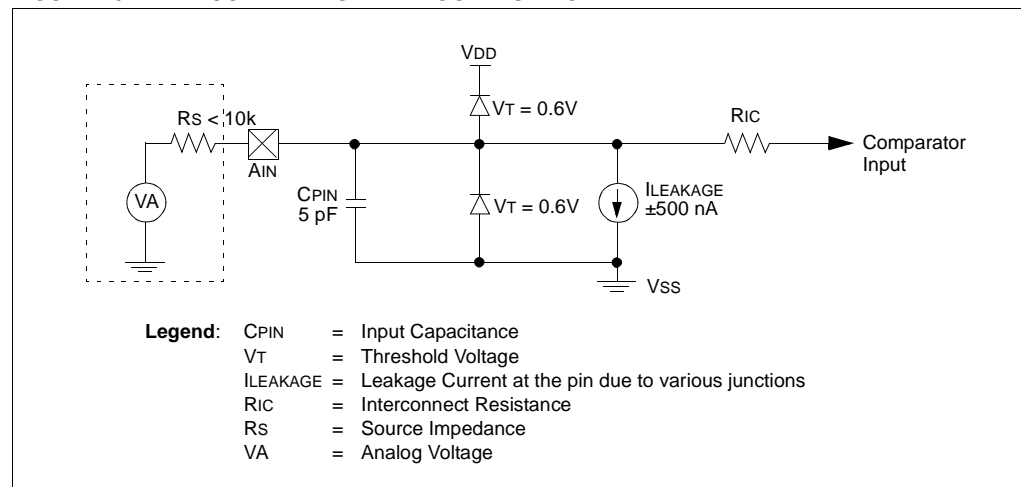 VDD
VT = 0.6V
RIC
RS < 10k
AIN
Comparator
Input
VA
CPIN
5 pF
VT = 0.6V
ILEAKAGE
±500 nA
VSS
Legend: CPIN = Input Capacitance
VT = Threshold Voltage
ILEAKAGE = Leakage Current at the pin due to various junctions
RIC = Interconnect Resistance
RS = Source Impedance
VA = Analog Voltage